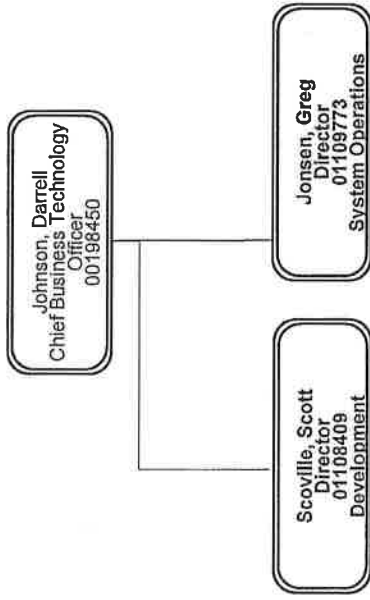 Johnson, Darrell
Chief Business Technology
Officer
00198450
Scoville, Scott
Director
01108409
Development
Jonsen, Greg
Director
01109773
System Operations